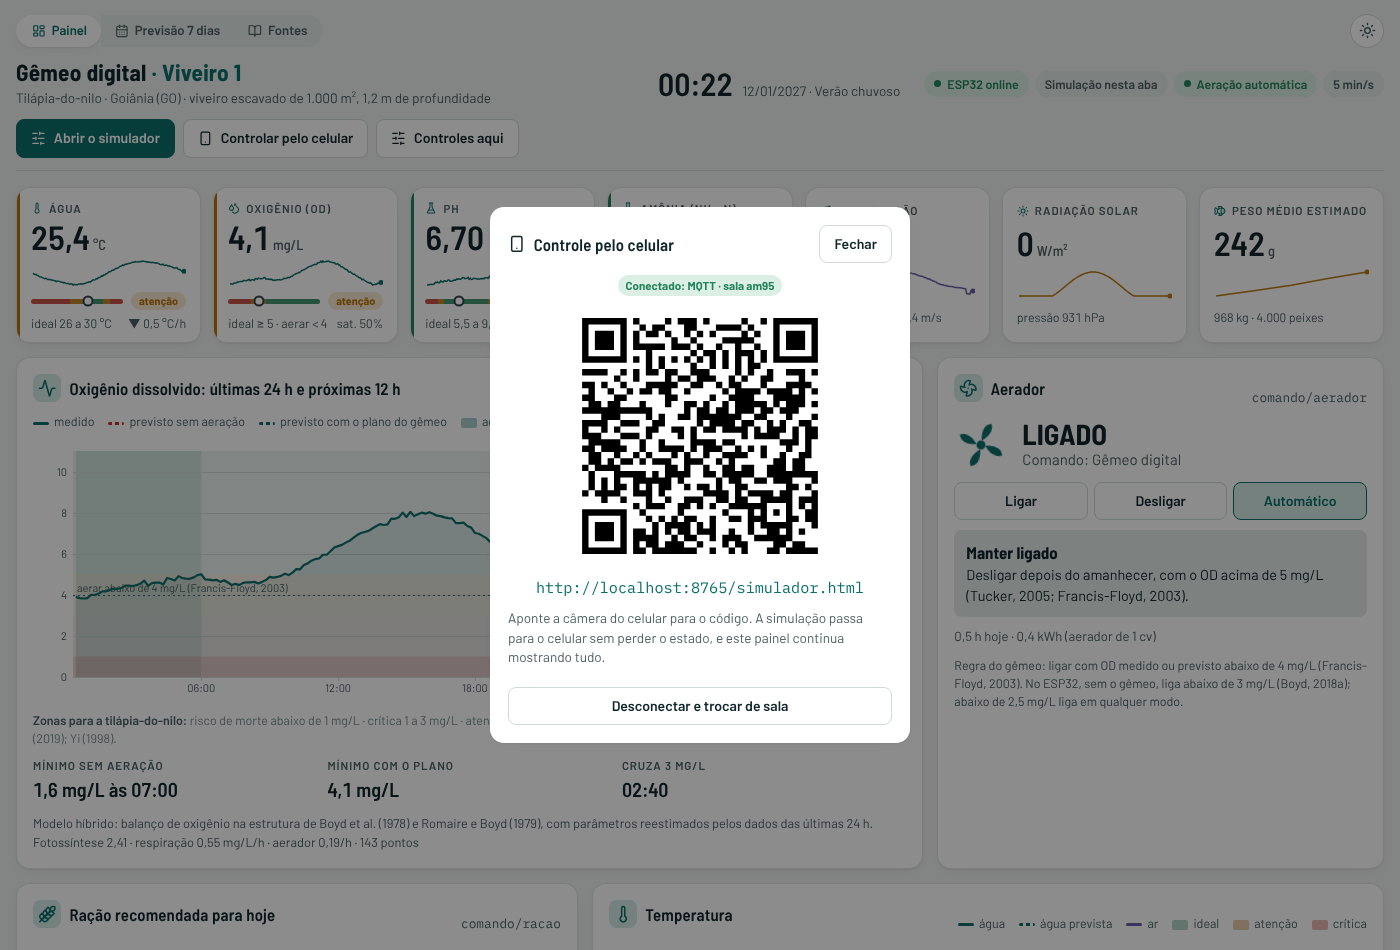 Painel
Previsão 7 dias
Fontes
Gêmeo digital · Viveiro 1
Tilápia-do-nilo · Goiânia (GO) · viveiro escavado de 1.000 m², 1,2 m de profundidade
00:22
12/01/2027 · Verão chuvoso
ESP32 online
Simulação nesta aba
Aeração automática
5 min/s
Abrir o simulador
Controlar pelo celular
Controles aqui
ÁGUA
25,4 °C
atenção
ideal 26 a 30 °C
▼ 0,5 °C/h
OXIGÊNIO (OD)
4,1 mg/L
atenção
ideal ≥ 5 · aerar < 4
sat. 50%
PH
6,70
ideal 5,5 a 9,
RADIAÇÃO SOLAR
0 W/m²
pressão 931 hPa
PESO MÉDIO ESTIMADO
242 g
968 kg · 4.000 peixes
Controle pelo celular
Fechar
Conectado: MQTT · sala am95
http://localhost:8765/simulador.html
Aponte a câmera do celular para o código. A simulação passa
para o celular sem perder o estado, e este painel continua
mostrando tudo.
Desconectar e trocar de sala
Oxigênio dissolvido: últimas 24 h e próximas 12 h
medido
previsto sem aeração
previsto com o plano do gêmeo
10
8
6
4
2
0
aerar abaixo de 4 mg/L (Francis-Floyd, 2003)
06:00
12:00
18:00
Zonas para a tilápia-do-nilo: risco de morte abaixo de 1 mg/L · crítica 1 a 3 mg/L · aten
(2019); Yi (1998).
MÍNIMO SEM AERAÇÃO
1,6 mg/L às 07:00
MÍNIMO COM O PLANO
4,1 mg/L
CRUZA 3 MG/L
02:40
Modelo híbrido: balanço de oxigênio na estrutura de Boyd et al. (1978) e Romaire e Boyd (1979), com parâmetros reestimados pelos dados das últimas 24 h.
Fotossíntese 2,41 · respiração 0,55 mg/L/h · aerador 0,19/h · 143 pontos
Aerador
comando/aerador
LIGADO
Comando: Gêmeo digital
Ligar
Desligar
Automático
Manter ligado
Desligar depois do amanhecer, com o OD acima de 5 mg/L
(Tucker, 2005; Francis-Floyd, 2003).
0,5 h hoje · 0,4 kWh (aerador de 1 cv)
Regra do gêmeo: ligar com OD medido ou previsto abaixo de 4 mg/L (Francis-
Floyd, 2003). No ESP32, sem o gêmeo, liga abaixo de 3 mg/L (Boyd, 2018a);
abaixo de 2,5 mg/L liga em qualquer modo.
Ração recomendada para hoje
comando/racao
Temperatura
água
água prevista
ar
ideal
atenção
crítica